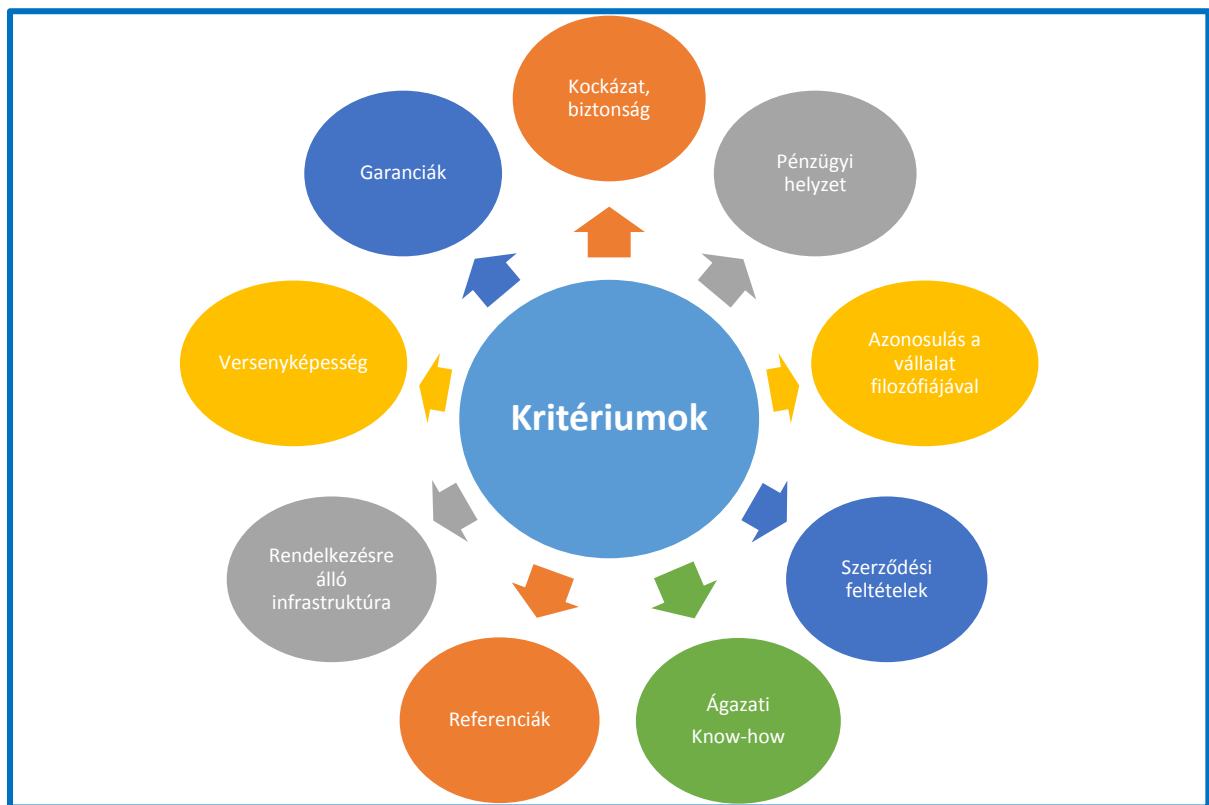 Kockázat,
biztonság
Pénzügyi
helyzet
Azonosulás a
vállalat
filozófiájával
Szerződési
feltételek
Ágazati
Know-how
Referenciák
Rendelkezésre
álló
infrastruktúra
Versenyképesség
Garanciák
Kritériumok